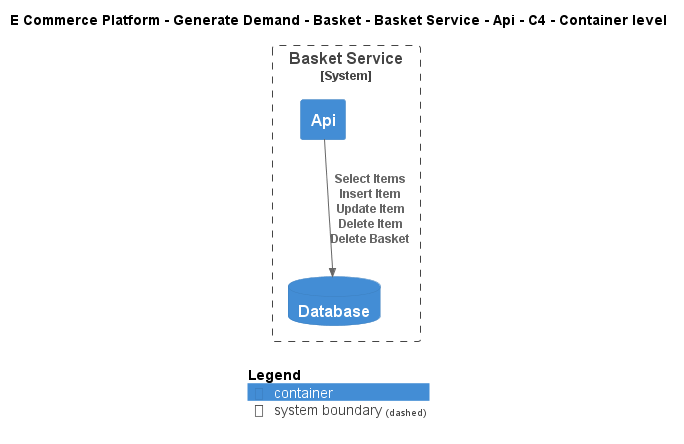 E Commerce Platform - Generate Demand - Basket - Basket Service - Api - C4 - Container level
Basket Service
[System]
Api
Select Items
Insert Item
Update Item
Delete Item
Delete Basket
Database
Legend
container
system boundary (dashed)